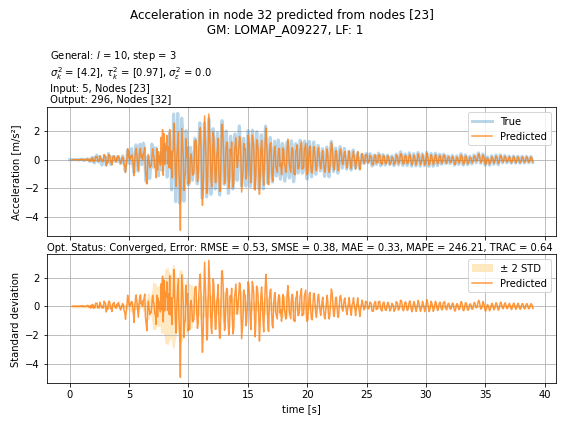 Acceleration in node 32 predicted from nodes [23]
GM: LOMAP_A09227, LF: 1
General: l = 10, step = 3
σ²ₖ = [4.2], τ²ₖ = [0.97], σ²ε = 0.0
Input: 5, Nodes [23]
Output: 296, Nodes [32]
True
Predicted
Acceleration [m/s²]
2
0
−2
−4
Opt. Status: Converged, Error: RMSE = 0.53, SMSE = 0.38, MAE = 0.33, MAPE = 246.21, TRAC = 0.64
± 2 STD
Predicted
Standard deviation
2
0
−2
−4
0 5 10 15 20 25 30 35 40
time [s]